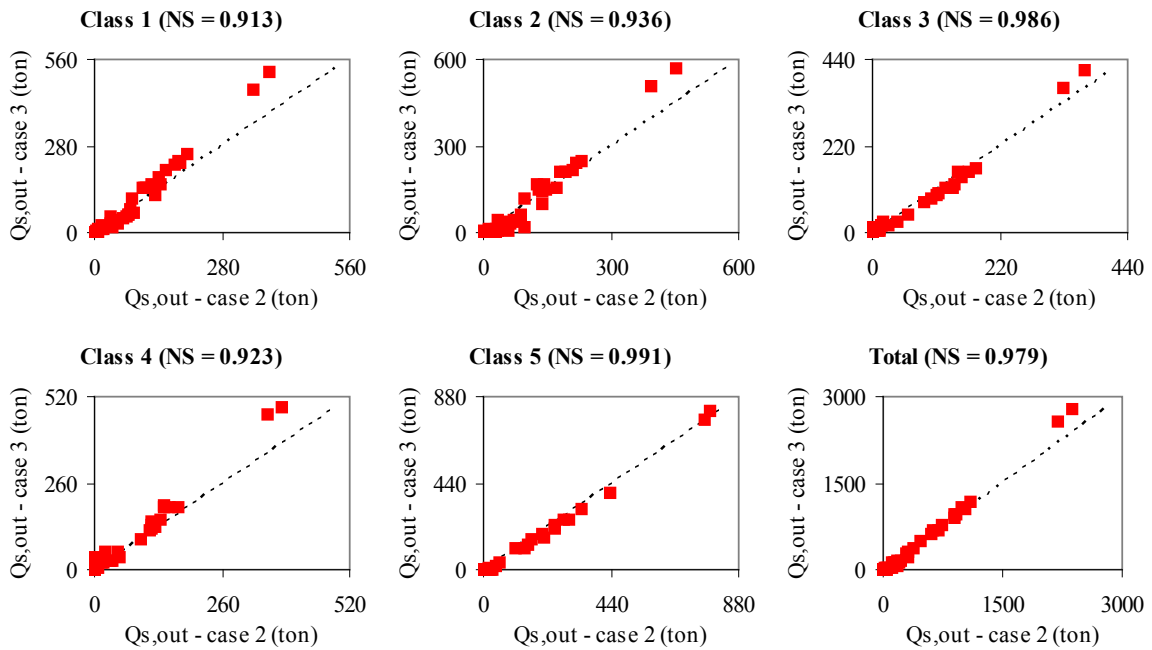 Class 1 (NS = 0.913)
Qs,out - case 3 (ton)
560
280
0
0 280 560
Qs,out - case 2 (ton)
Class 2 (NS = 0.936)
Qs,out - case 3 (ton)
600
300
0
0 300 600
Qs,out - case 2 (ton)
Class 3 (NS = 0.986)
Qs,out - case 3 (ton)
440
220
0
0 220 440
Qs,out - case 2 (ton)
Class 4 (NS = 0.923)
Qs,out - case 3 (ton)
520
260
0
0 260 520
Qs,out - case 2 (ton)
Class 5 (NS = 0.991)
Qs,out - case 3 (ton)
880
440
0
0 440 880
Qs,out - case 2 (ton)
Total (NS = 0.979)
Qs,out - case 3 (ton)
3000
1500
0
0 1500 3000
Qs,out - case 2 (ton)